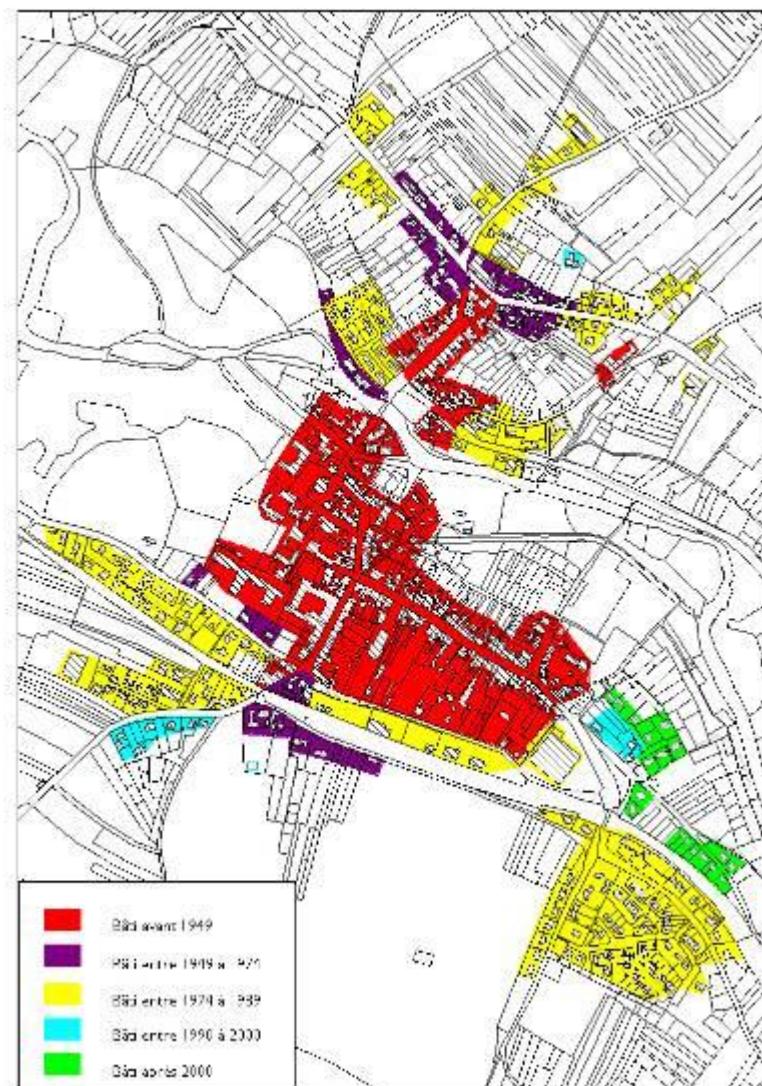 Bâti avant 1949
Bâti entre 1949 à 1974
Bâti entre 1974 à 1989
Bâti entre 1990 à 2000
Bâti après 2000